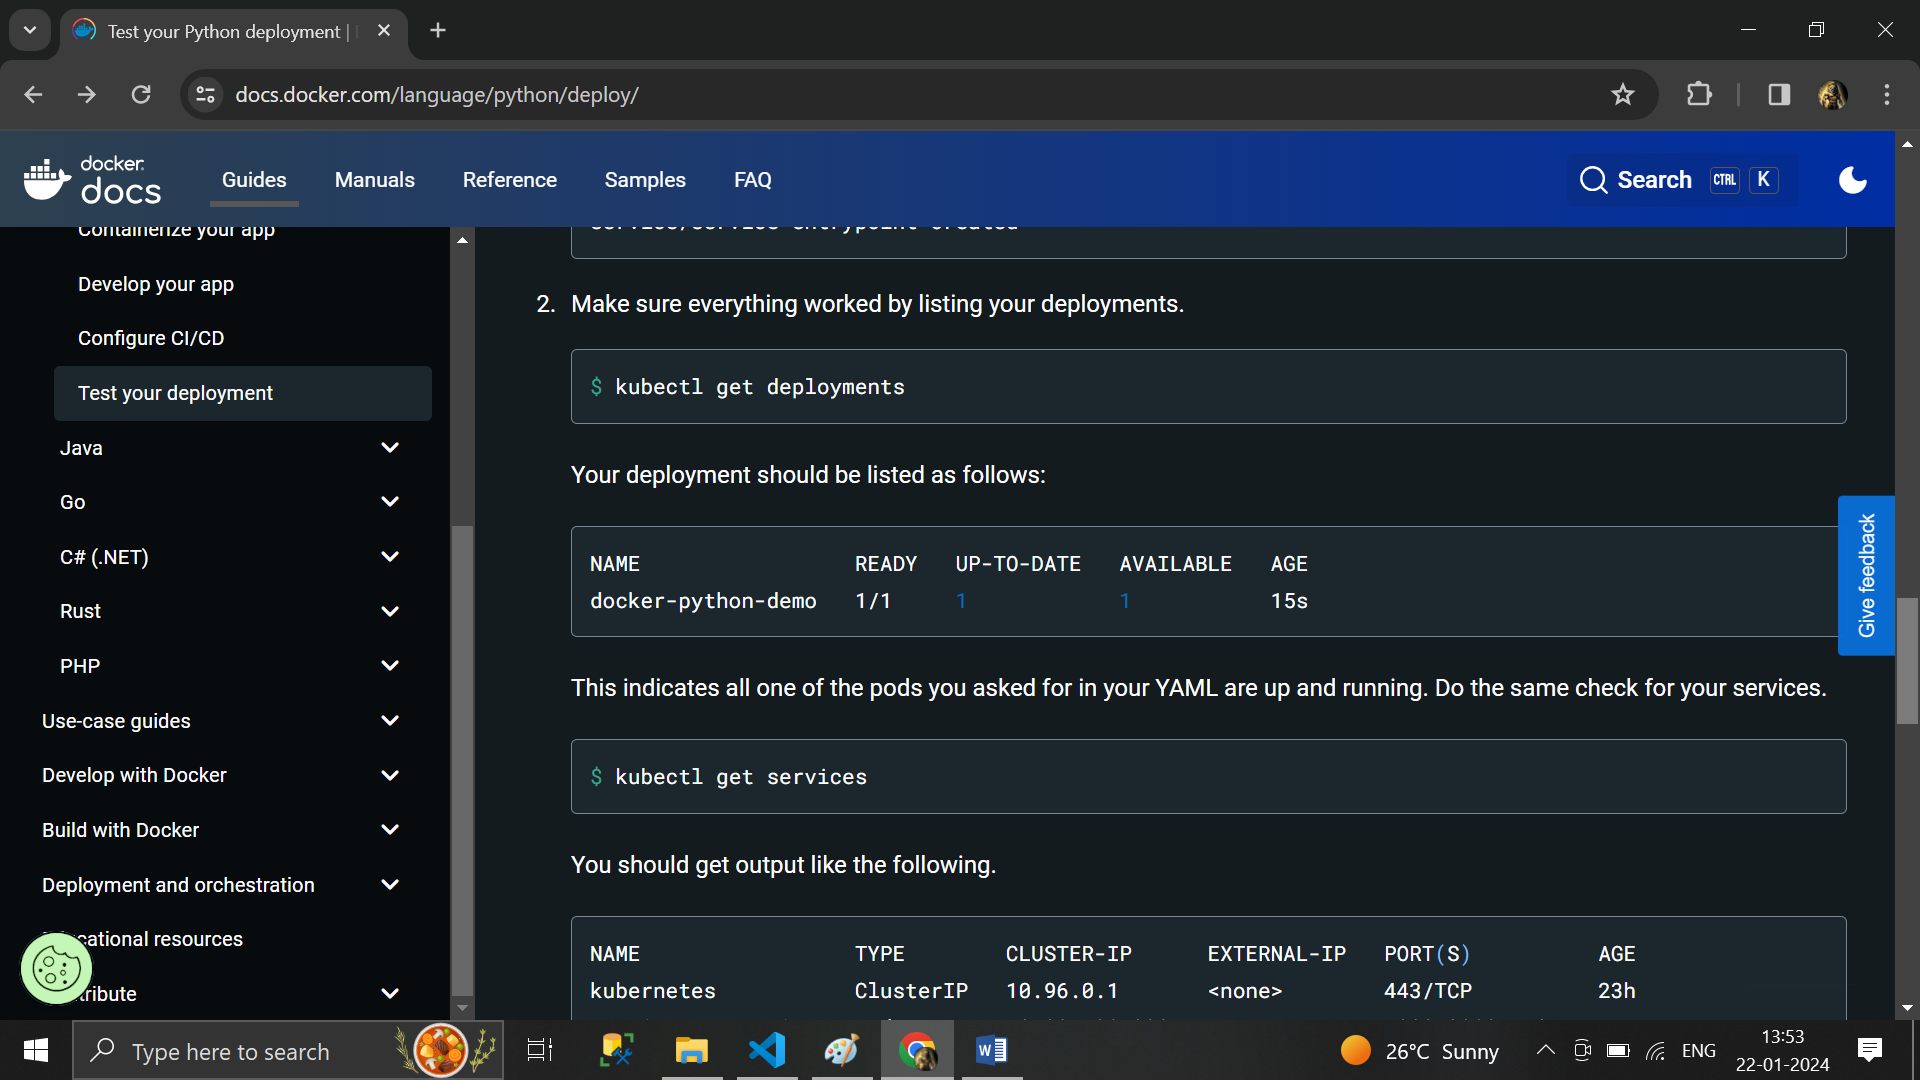 Test your Python deployment |
docs.docker.com/language/python/deploy/
docker
docs
Guides
Manuals
Reference
Samples
FAQ
Search
CTRL
K
Containerize your app
Develop your app
Configure CI/CD
Test your deployment
Java
Go
C# (.NET)
Rust
PHP
Use-case guides
Develop with Docker
Build with Docker
Deployment and orchestration
2. Make sure everything worked by listing your deployments.
$ kubectl get deployments
Your deployment should be listed as follows:
NAME READY UP-TO-DATE AVAILABLE AGE
docker-python-demo 1/1 1 1 15s
This indicates all one of the pods you asked for in your YAML are up and running. Do the same check for your services.
$ kubectl get services
You should get output like the following.
NAME TYPE CLUSTER-IP EXTERNAL-IP PORT(S) AGE
kubernetes ClusterIP 10.96.0.1 <none> 443/TCP 23h
Give feedback
Type here to search
26°C Sunny
ENG
13:53
22-01-2024